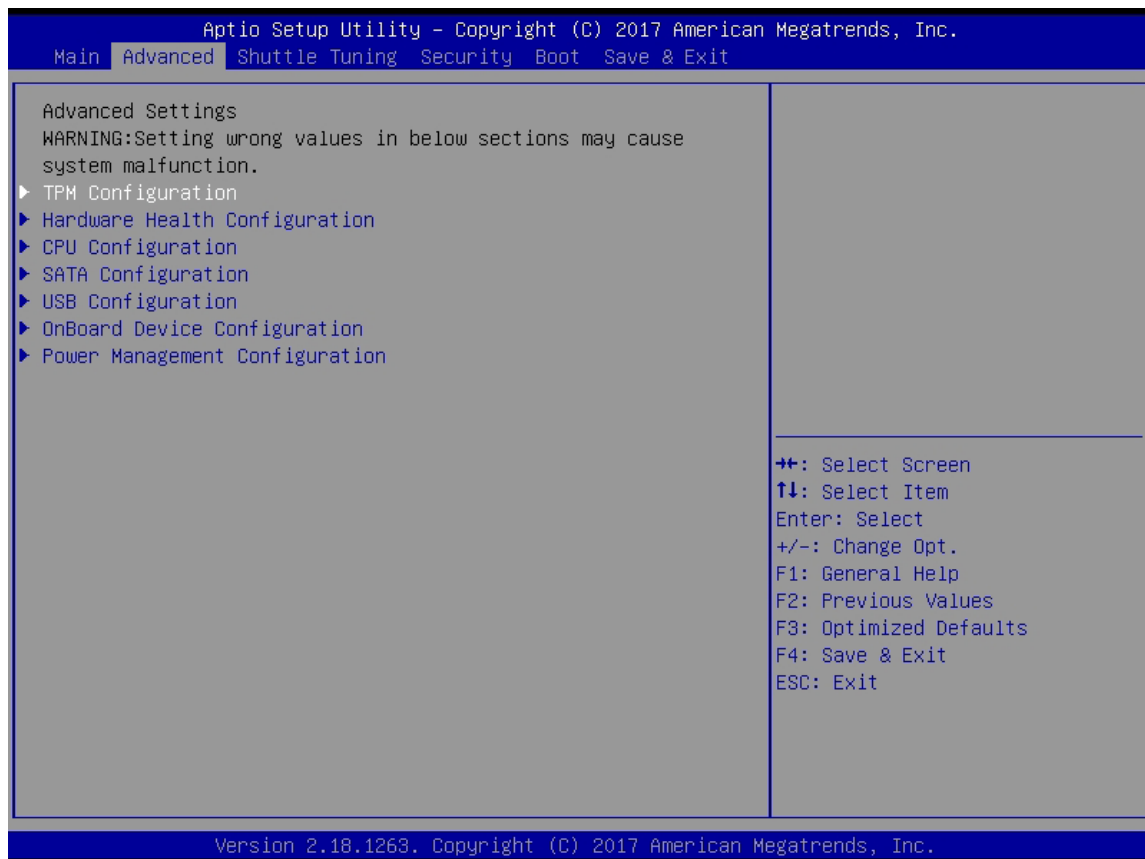 Aptio Setup Utility – Copyright (C) 2017 American Megatrends, Inc.
Main Advanced Shuttle Tuning Security Boot Save & Exit
Advanced Settings
WARNING:Setting wrong values in below sections may cause
system malfunction.
▶ TPM Configuration
▶ Hardware Health Configuration
▶ CPU Configuration
▶ SATA Configuration
▶ USB Configuration
▶ OnBoard Device Configuration
▶ Power Management Configuration
→←: Select Screen
↑↓: Select Item
Enter: Select
+/-: Change Opt.
F1: General Help
F2: Previous Values
F3: Optimized Defaults
F4: Save & Exit
ESC: Exit
Version 2.18.1263. Copyright (C) 2017 American Megatrends, Inc.